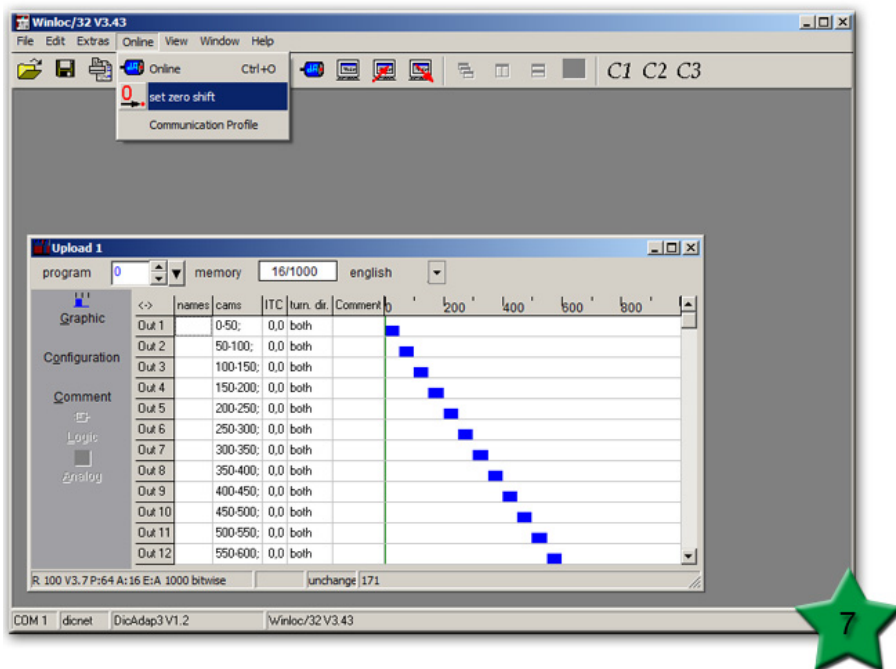 Winloc/32 V3.43
File Edit Extras Online View Window Help
Online Ctrl+O
C1 C2 C3
set zero shift
Communication Profile
Upload 1
program 0 memory 16/1000 english
Graphic
Configuration
Comment
Logic
Analog
<-> names cams ITC turn. dir. Comment 0 200 400 600 800
Out 1 0-50; 0,0 both
Out 2 50-100; 0,0 both
Out 3 100-150; 0,0 both
Out 4 150-200; 0,0 both
Out 5 200-250; 0,0 both
Out 6 250-300; 0,0 both
Out 7 300-350; 0,0 both
Out 8 350-400; 0,0 both
Out 9 400-450; 0,0 both
Out 10 450-500; 0,0 both
Out 11 500-550; 0,0 both
Out 12 550-600; 0,0 both
R 100 V3.7 P:64 A:16 E:A 1000 bitwise unchange 171
COM 1 dicnet DicAdap3 V1.2 Winloc/32 V3.43
7